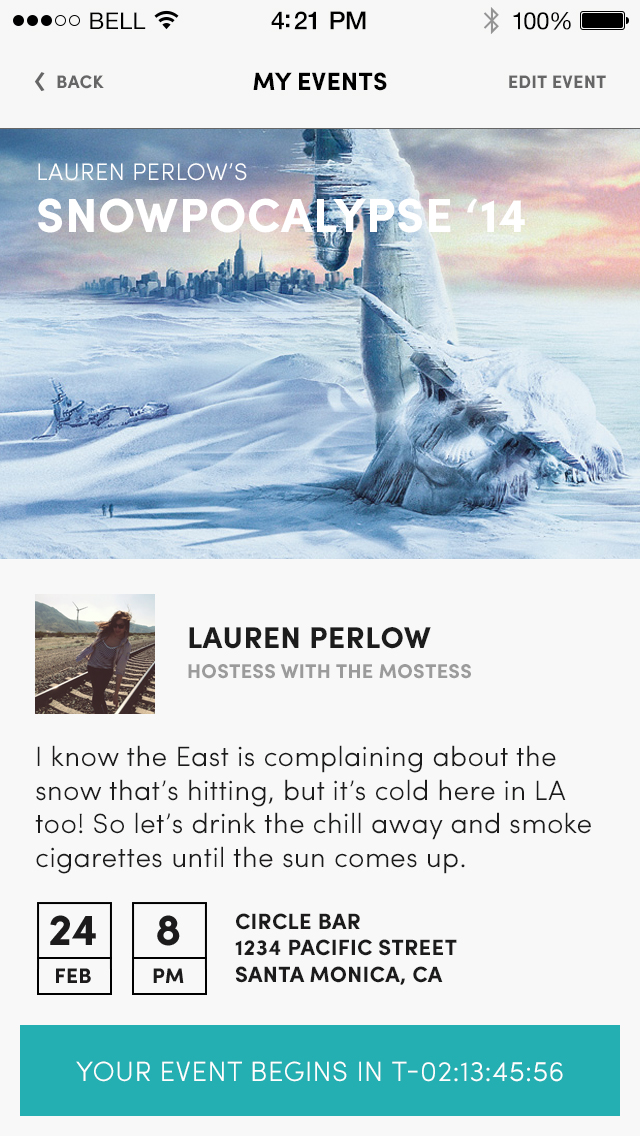 BELL 4:21 PM 100%
BACK MY EVENTS EDIT EVENT
LAUREN PERLOW’S
SNOWPOCALYPSE ‘14
LAUREN PERLOW
HOSTESS WITH THE MOSTESS
I know the East is complaining about the
snow that’s hitting, but it’s cold here in LA
too! So let’s drink the chill away and smoke
cigarettes until the sun comes up.
24 8 CIRCLE BAR
1234 PACIFIC STREET
FEB PM SANTA MONICA, CA
YOUR EVENT BEGINS IN T-02:13:45:56